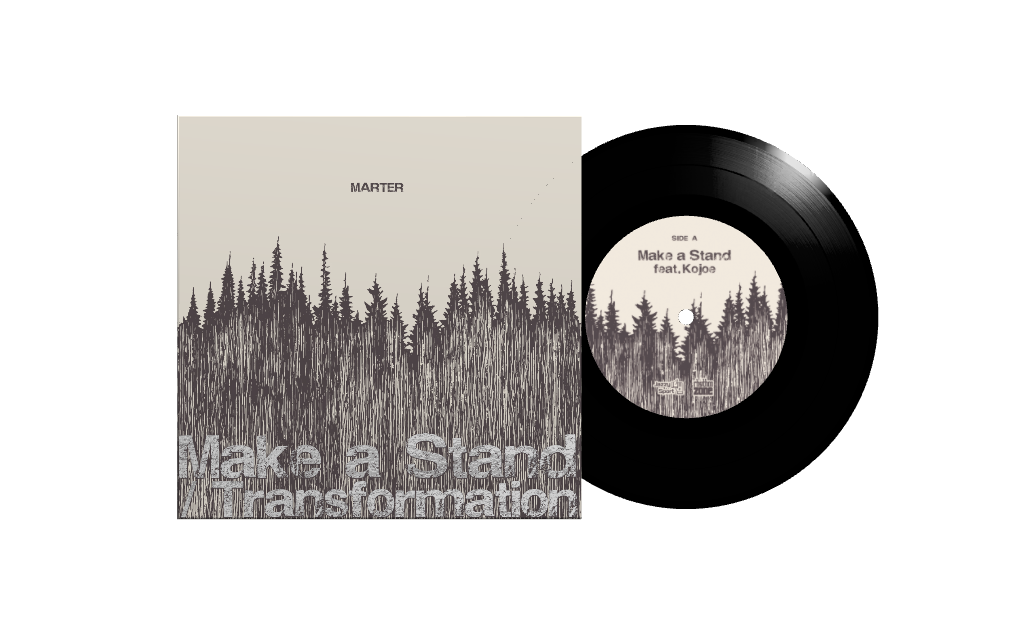 MARTER
Make a Stand
/ Transformation
SIDE A
Make a Stand
feat. Kojoe